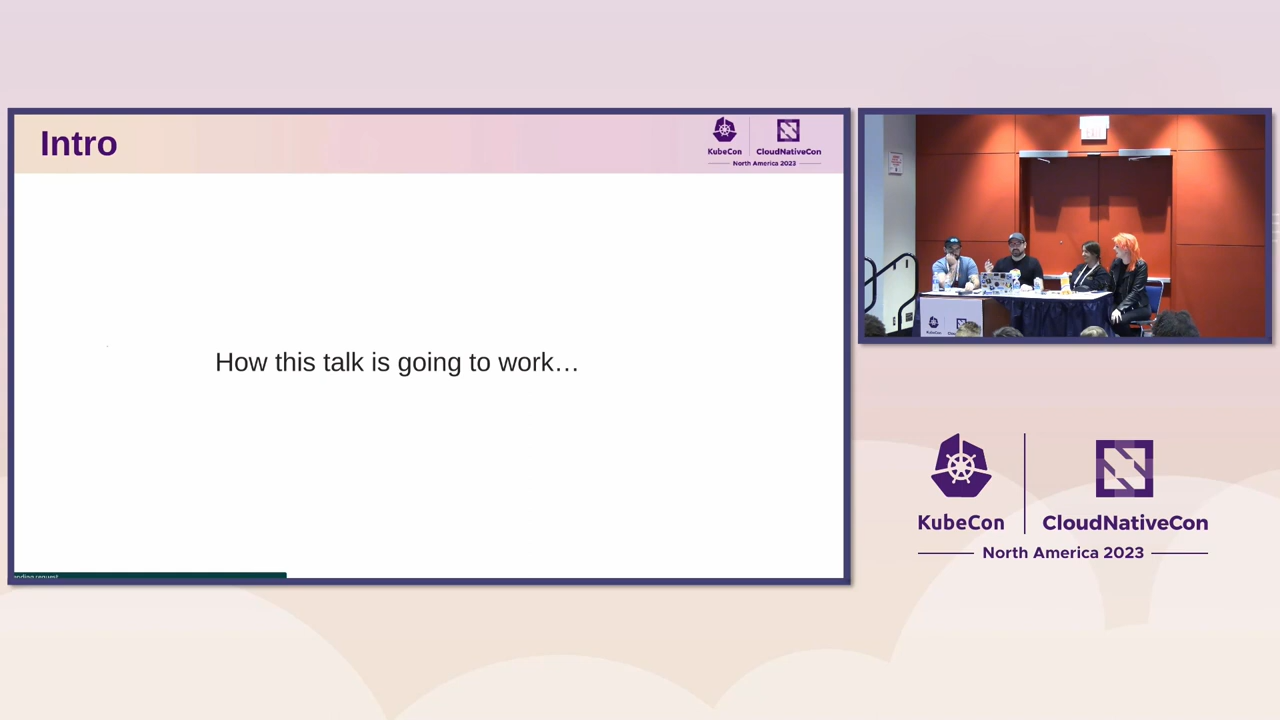 Intro
KubeCon
CloudNativeCon
North America 2023
How this talk is going to work…
KubeCon
CloudNativeCon
North America 2023